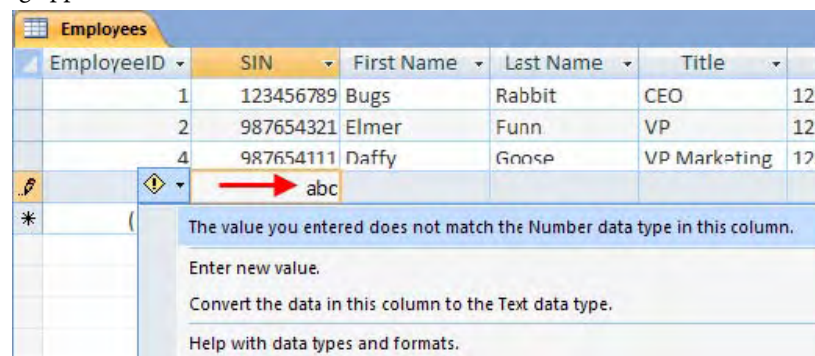 Employees
EmployeeID SIN First Name Last Name Title
1 123456789 Bugs Rabbit CEO 12
2 987654321 Elmer Funn VP 12
4 987654111 Daffy Goose VP Marketing 12
abc
* (
The value you entered does not match the Number data type in this column.
Enter new value.
Convert the data in this column to the Text data type.
Help with data types and formats.